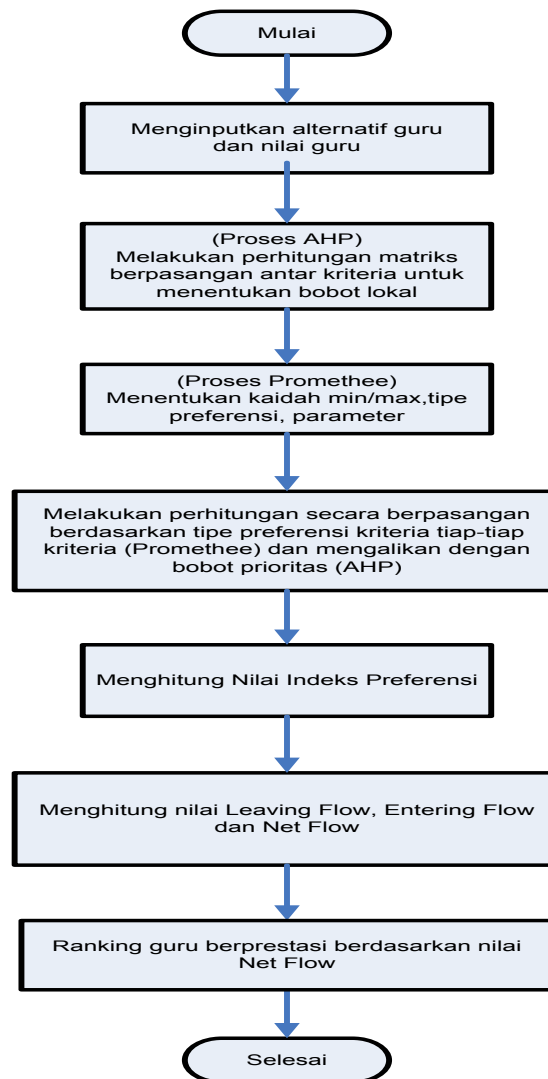 Mulai
Menginputkan alternatif guru
dan nilai guru
(Proses AHP)
Melakukan perhitungan matriks
berpasangan antar kriteria untuk
menentukan bobot lokal
(Proses Promethee)
Menentukan kaidah min/max,tipe
preferensi, parameter
Melakukan perhitungan secara berpasangan
berdasarkan tipe preferensi kriteria tiap-tiap
kriteria (Promethee) dan mengalikan dengan
bobot prioritas (AHP)
Menghitung Nilai Indeks Preferensi
Menghitung nilai Leaving Flow, Entering Flow
dan Net Flow
Ranking guru berprestasi berdasarkan nilai
Net Flow
Selesai